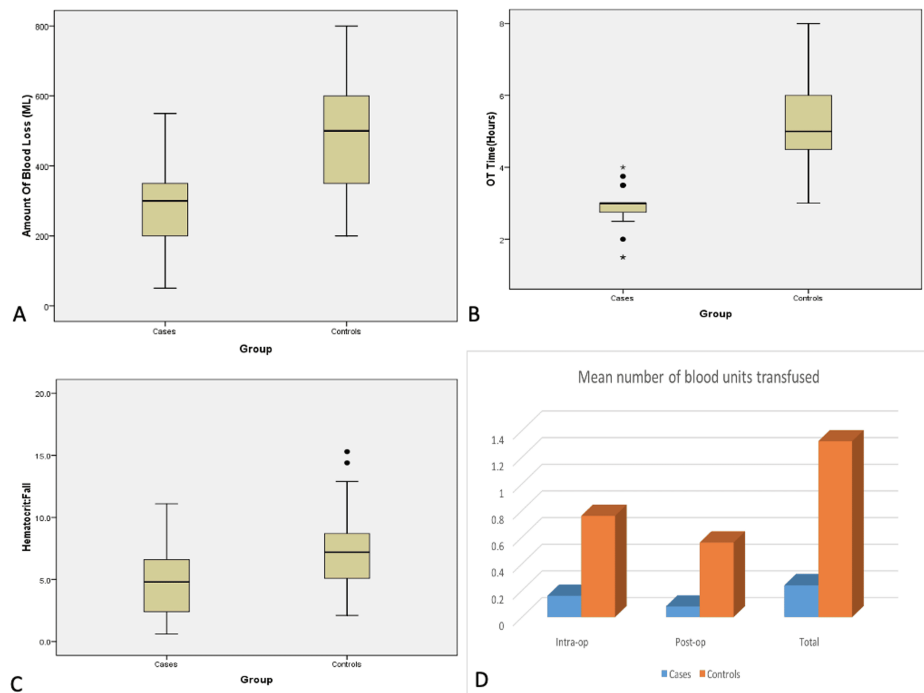 Amount Of Blood Loss (ML)
800
600
400
200
0
Cases
Controls
Group
A
OT Time(Hours)
8
6
4
2
*
*
Cases
Controls
Group
B
Hematocrit:Fall
20.0
15.0
10.0
5.0
0.0
Cases
Controls
Group
C
Mean number of blood units transfused
1.4
1.2
1
0.8
0.6
0.4
0.2
0
Intra-op
Post-op
Total
Cases Controls
D